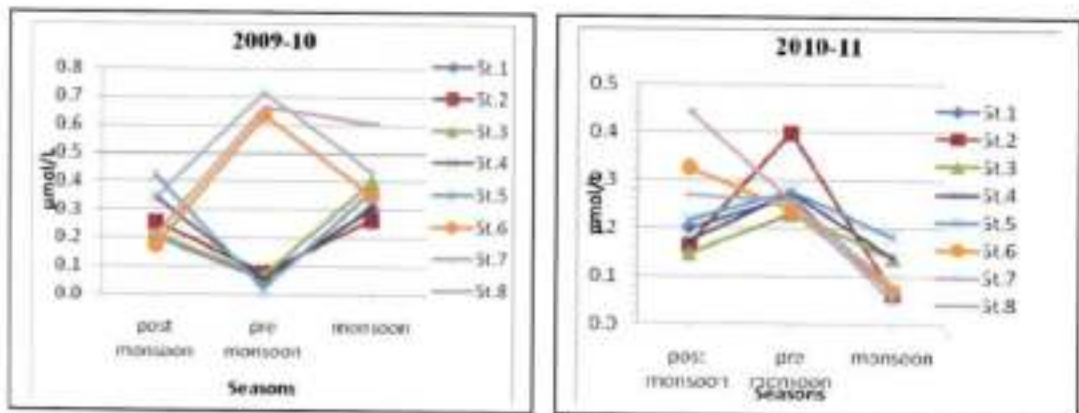 2009-10
0.8
0.7
0.6
0.5
0.4
0.3
0.2
0.1
0.0
µmol/L
post monsoon
pre monsoon
monsoon
Seasons
St.1
St.2
St.3
St.4
St.5
St.6
St.7
St.8
2010-11
0.5
0.4
0.3
0.2
0.1
0.0
post monsoon
pre monsoon
monsoon
Seasons
St.1
St.2
St.3
St.4
St.5
St.6
St.7
St.8